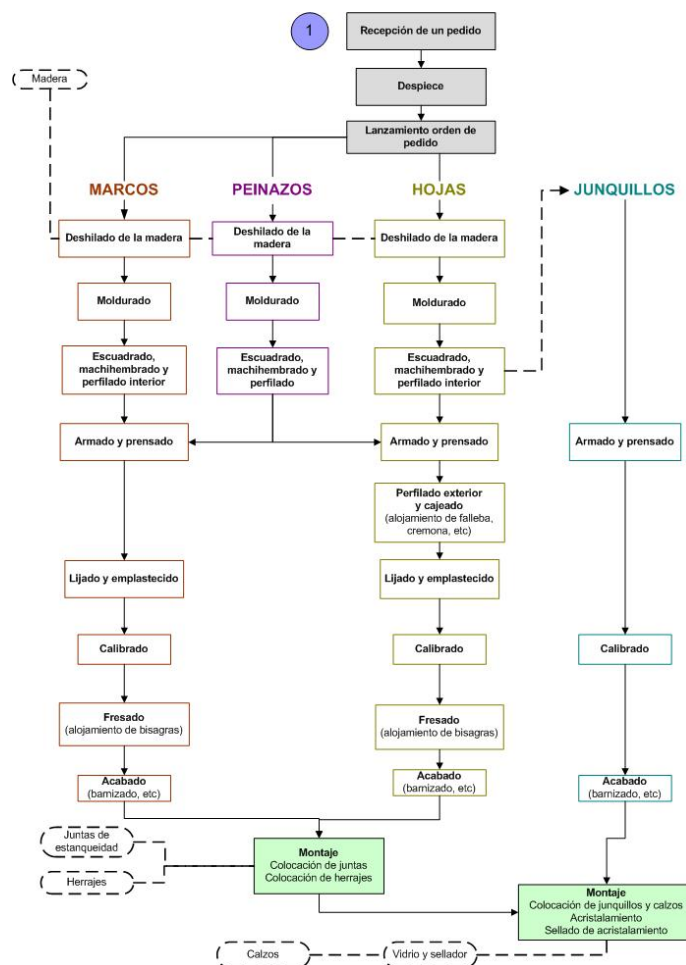 1
Recepción de un pedido
Madera
Despiece
Lanzamiento orden de
pedido
MARCOS
PEINAZOS
HOJAS
JUNQUILLOS
Deshilado de la madera
Deshilado de la
madera
Deshilado de la madera
Moldurado
Moldurado
Moldurado
Escuadrado,
machihembrado y
perfilado interior
Escuadrado,
machihembrado y
perfilado
Escuadrado,
machihembrado y
perfilado interior
Armado y prensado
Armado y prensado
Armado y prensado
Perfilado exterior
y cajeado
(alojamiento de falleba,
cremona, etc)
Lijado y emplastecido
Lijado y emplastecido
Calibrado
Calibrado
Calibrado
Fresado
(alojamiento de bisagras)
Fresado
(alojamiento de bisagras)
Acabado
(barnizado, etc)
Acabado
(barnizado, etc)
Acabado
(barnizado, etc)
Juntas de
estanqueidad
Herrajes
Montaje
Colocación de juntas
Colocación de herrajes
Montaje
Colocación de junquillos y calzos
Acristalamiento
Sellado de acristalamiento
Calzos
Vidrio y sellador